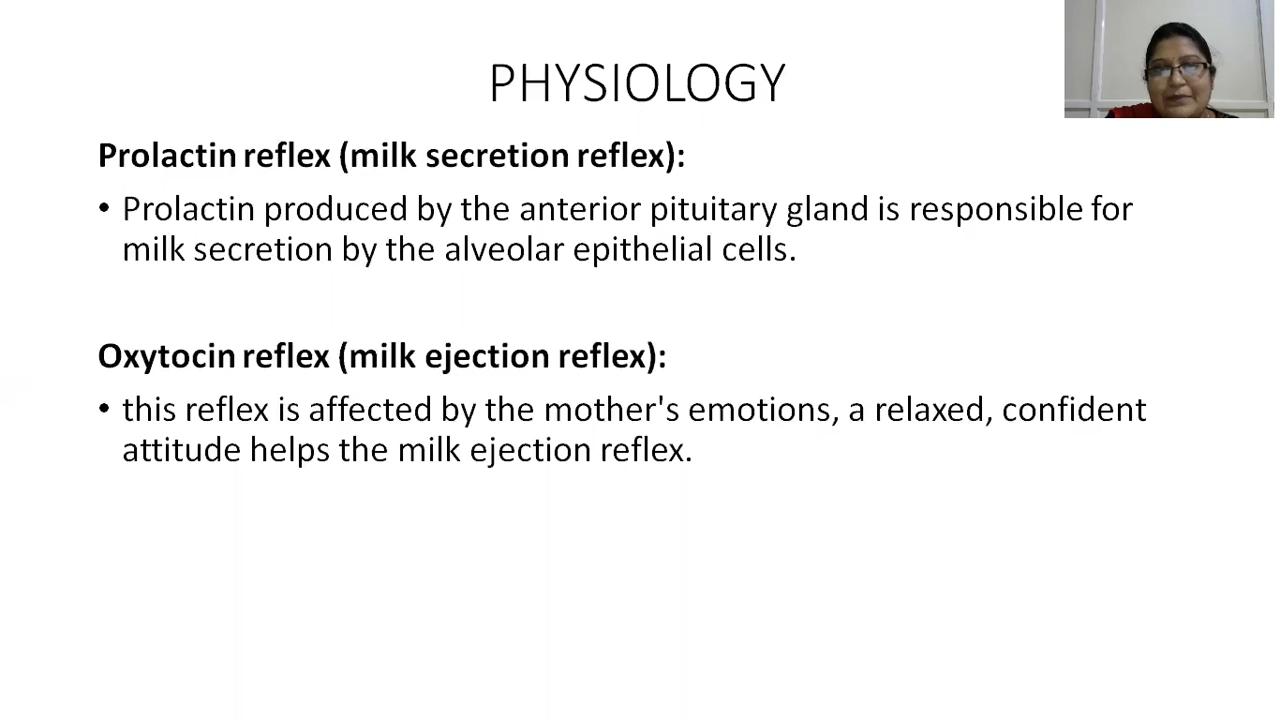 PHYSIOLOGY
Prolactin reflex (milk secretion reflex):
• Prolactin produced by the anterior pituitary gland is responsible for
milk secretion by the alveolar epithelial cells.
Oxytocin reflex (milk ejection reflex):
• this reflex is affected by the mother's emotions, a relaxed, confident
attitude helps the milk ejection reflex.